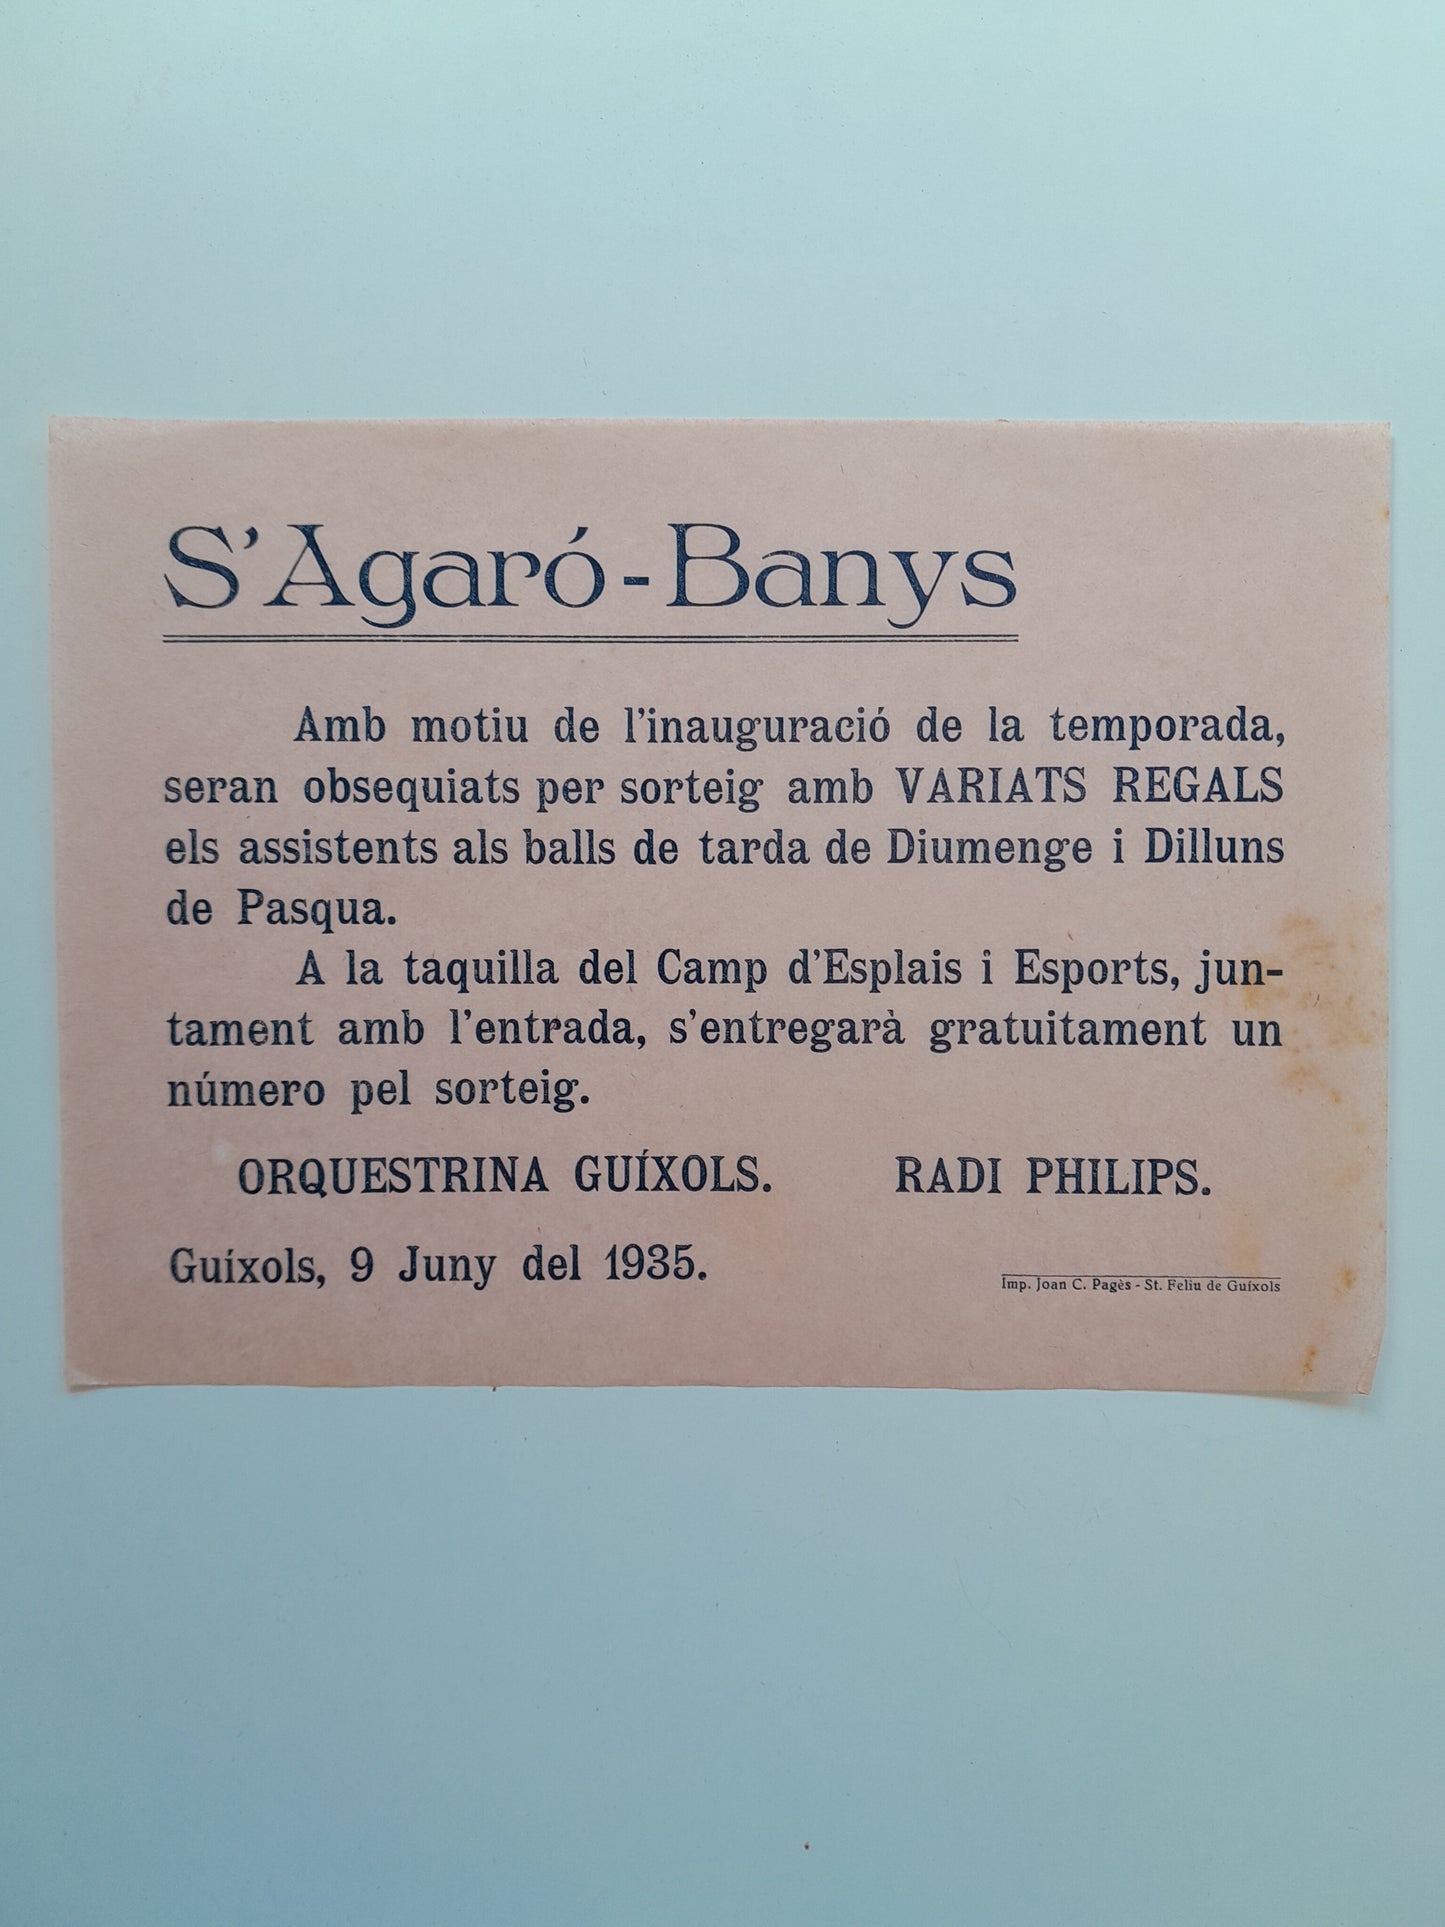 S'Agaró-Banys
Amb motiu de l'inauguració de la temporada,
seran obsequiats per sorteig amb VARIATS REGALS
els assistents als balls de tarda de Diumenge i Dilluns
de Pasqua.
A la taquilla del Camp d'Esplais i Esports, jun-
tament amb l'entrada, s'entregarà gratuitament un
número pel sorteig.
ORQUESTRINA GUÍXOLS. RADI PHILIPS.
Guíxols, 9 Juny del 1935.
Imp. Joan C. Pagès - St. Feliu de Guíxols